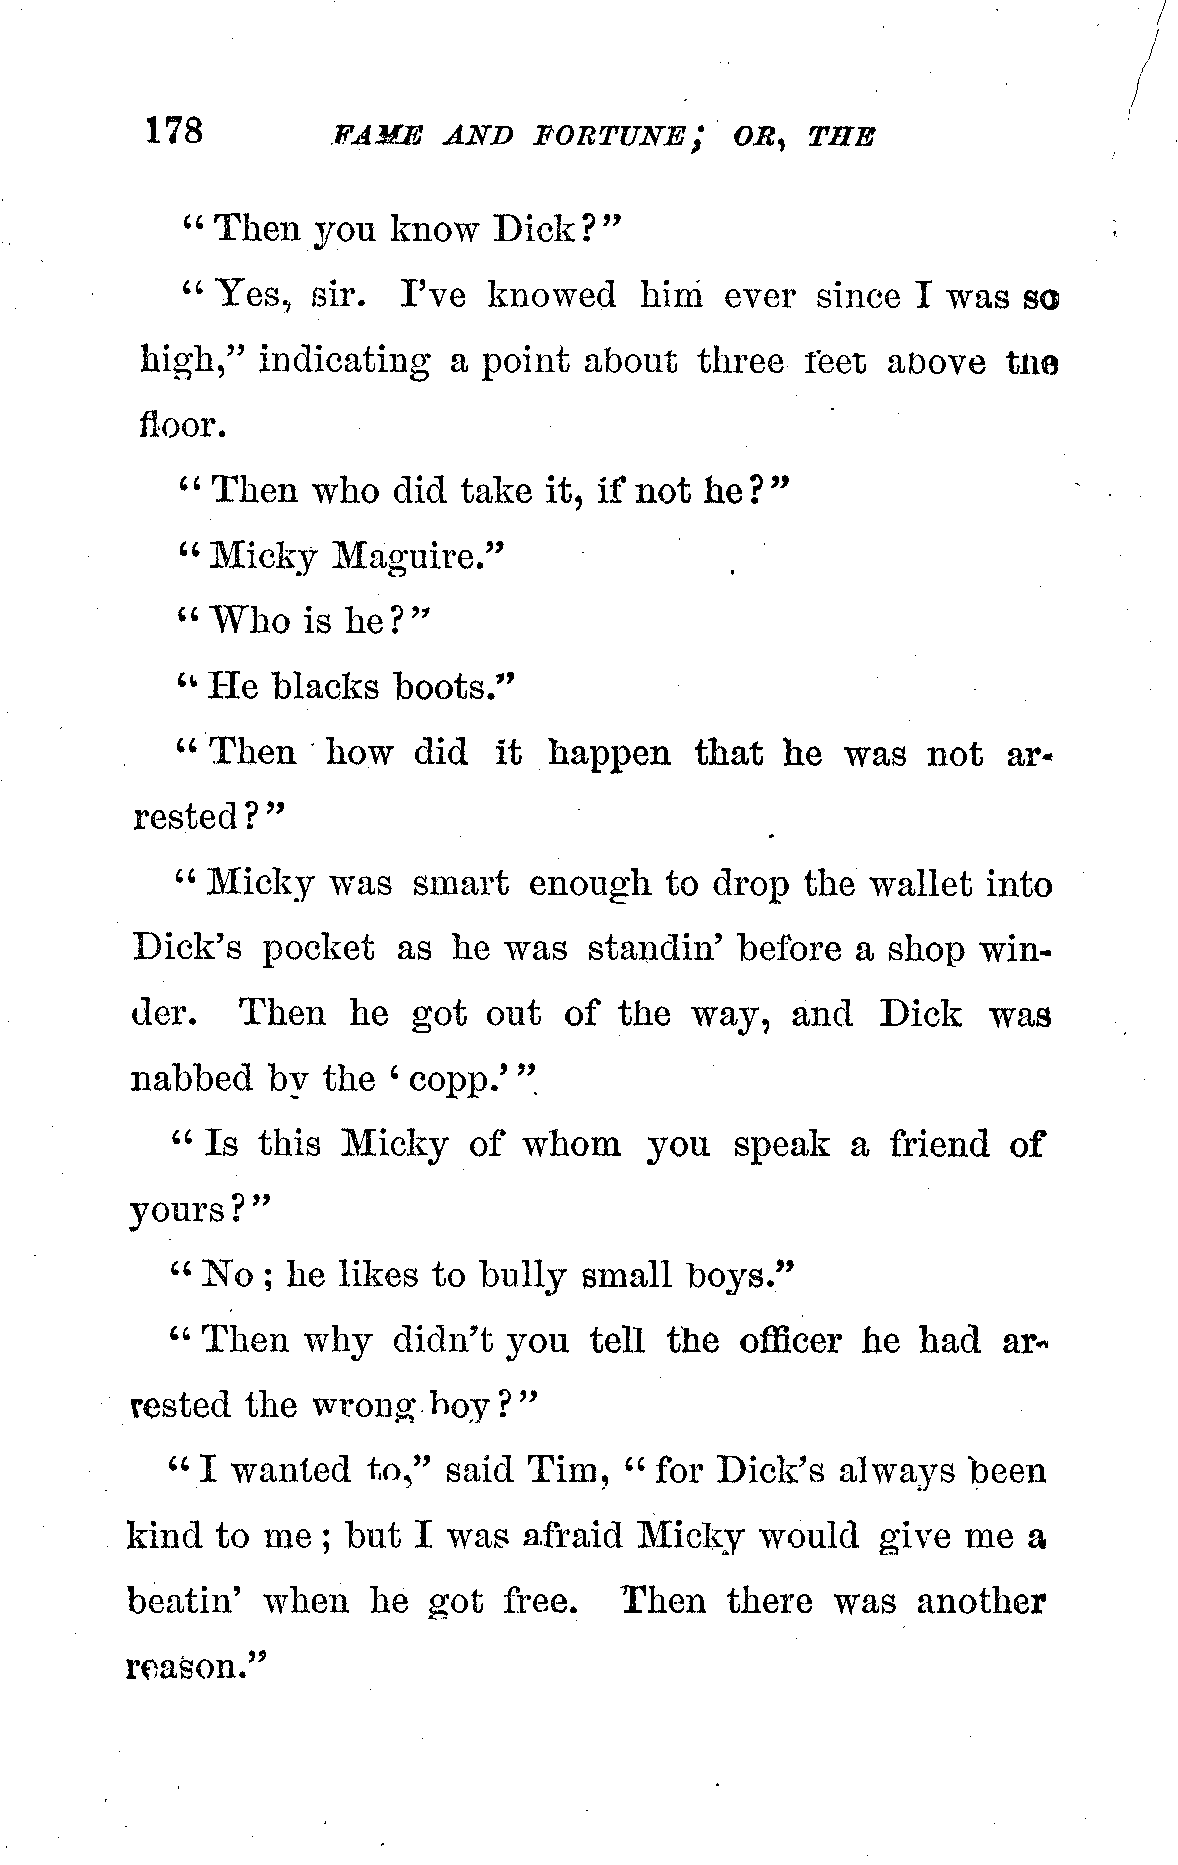 178 FAME AND FORTUNE; OR, THE
"Then you know Dick?"
"Yes, sir. I've knowed him ever since I was so
high," indicating a point about three feet above the
floor.
"Then who did take it, if not he?"
"Micky Maguire."
"Who is he?"
"He blacks boots."
"Then how did it happen that he was not ar-
rested?"
"Micky was smart enough to drop the wallet into
Dick's pocket as he was standin' before a shop win-
der. Then he got out of the way, and Dick was
nabbed by the 'copp.'"
"Is this Micky of whom you speak a friend of
yours?"
"No; he likes to bully small boys."
"Then why didn't you tell the officer he had ar-
rested the wrong boy?"
"I wanted to," said Tim, "for Dick's always been
kind to me; but I was afraid Micky would give me a
beatin' when he got free. Then there was another
reason."